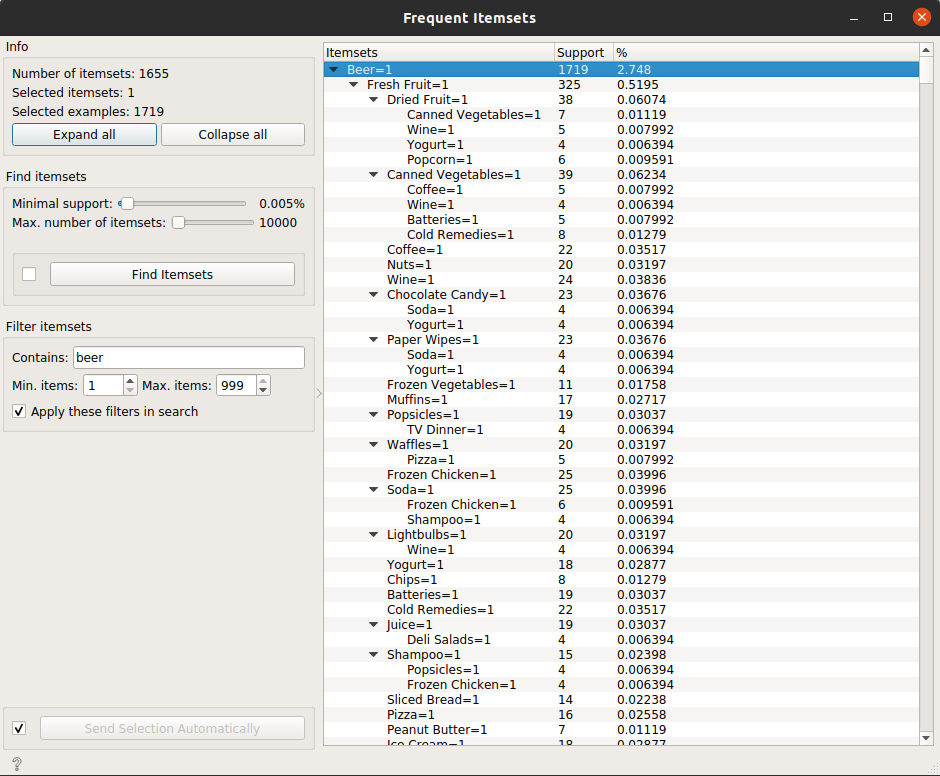 Frequent Itemsets
Info
Number of itemsets: 1655
Selected itemsets: 1
Selected examples: 1719
Expand all
Collapse all
Find itemsets
Minimal support: 0.005%
Max. number of itemsets: 10000
Find Itemsets
Filter itemsets
Contains: beer
Min. items: 1 Max. items: 999
Apply these filters in search
Send Selection Automatically
?
Itemsets Support %
Beer=1 1719 2.748
Fresh Fruit=1 325 0.5195
Dried Fruit=1 38 0.06074
Canned Vegetables=1 7 0.01119
Wine=1 5 0.007992
Yogurt=1 4 0.006394
Popcorn=1 6 0.009591
Canned Vegetables=1 39 0.06234
Coffee=1 5 0.007992
Wine=1 4 0.006394
Batteries=1 5 0.007992
Cold Remedies=1 8 0.01279
Coffee=1 22 0.03517
Nuts=1 20 0.03197
Wine=1 24 0.03836
Chocolate Candy=1 23 0.03676
Soda=1 4 0.006394
Yogurt=1 4 0.006394
Paper Wipes=1 23 0.03676
Soda=1 4 0.006394
Yogurt=1 4 0.006394
Frozen Vegetables=1 11 0.01758
Muffins=1 17 0.02717
Popsicles=1 19 0.03037
TV Dinner=1 4 0.006394
Waffles=1 20 0.03197
Pizza=1 5 0.007992
Frozen Chicken=1 25 0.03996
Soda=1 25 0.03996
Frozen Chicken=1 6 0.009591
Shampoo=1 4 0.006394
Lightbulbs=1 20 0.03197
Wine=1 4 0.006394
Yogurt=1 18 0.02877
Chips=1 8 0.01279
Batteries=1 19 0.03037
Cold Remedies=1 22 0.03517
Juice=1 19 0.03037
Deli Salads=1 4 0.006394
Shampoo=1 15 0.02398
Popsicles=1 4 0.006394
Frozen Chicken=1 4 0.006394
Sliced Bread=1 14 0.02238
Pizza=1 16 0.02558
Peanut Butter=1 7 0.01119
Ice Cream=1 18 0.02877